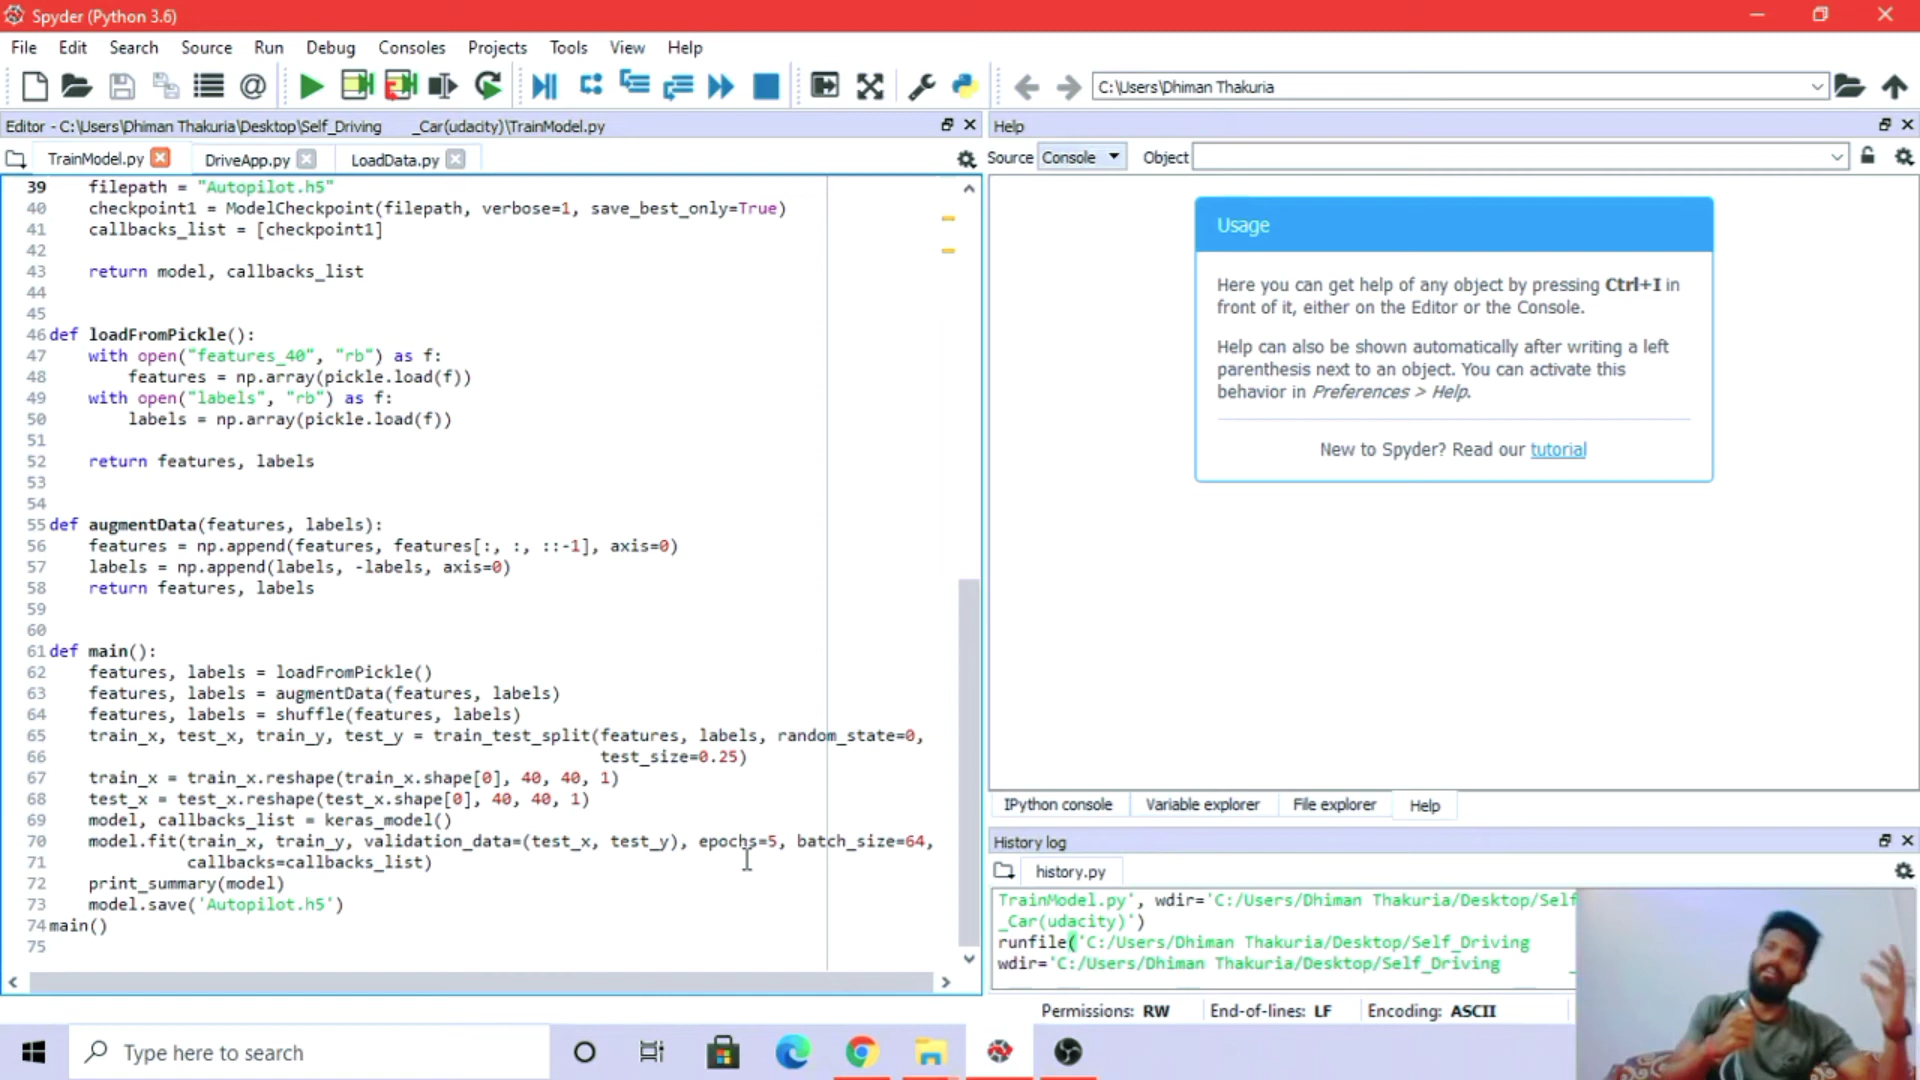 Spyder (Python 3.6)
File Edit Search Source Run Debug Consoles Projects Tools View Help
C:\Users\Dhiman Thakuria
Editor - C:\Users\Dhiman Thakuria\Desktop\Self_Driving _Car(udacity)\TrainModel.py
TrainModel.py DriveApp.py LoadData.py
39 filepath = "Autopilot.h5"
40 checkpoint1 = ModelCheckpoint(filepath, verbose=1, save_best_only=True)
41 callbacks_list = [checkpoint1]
42
43 return model, callbacks_list
44
45
46 def loadFromPickle():
47 with open("features_40", "rb") as f:
48 features = np.array(pickle.load(f))
49 with open("labels", "rb") as f:
50 labels = np.array(pickle.load(f))
51
52 return features, labels
53
54
55 def augmentData(features, labels):
56 features = np.append(features, features[:, :, ::-1], axis=0)
57 labels = np.append(labels, -labels, axis=0)
58 return features, labels
59
60
61 def main():
62 features, labels = loadFromPickle()
63 features, labels = augmentData(features, labels)
64 features, labels = shuffle(features, labels)
65 train_x, test_x, train_y, test_y = train_test_split(features, labels, random_state=0,
66 test_size=0.25)
67 train_x = train_x.reshape(train_x.shape[0], 40, 40, 1)
68 test_x = test_x.reshape(test_x.shape[0], 40, 40, 1)
69 model, callbacks_list = keras_model()
70 model.fit(train_x, train_y, validation_data=(test_x, test_y), epochs=5, batch_size=64,
71 callbacks=callbacks_list)
72 print_summary(model)
73 model.save('Autopilot.h5')
74 main()
75
Help
Source Console Object
Usage
Here you can get help of any object by pressing Ctrl+I in
front of it, either on the Editor or the Console.
Help can also be shown automatically after writing a left
parenthesis next to an object. You can activate this
behavior in Preferences > Help.
New to Spyder? Read our tutorial
IPython console Variable explorer File explorer Help
History log
history.py
TrainModel.py', wdir='C:/Users/Dhiman Thakuria/Desktop/Self
_Car(udacity)')
runfile('C:/Users/Dhiman Thakuria/Desktop/Self_Driving
wdir='C:/Users/Dhiman Thakuria/Desktop/Self_Driving _
Permissions: RW End-of-lines: LF Encoding: ASCII
Type here to search